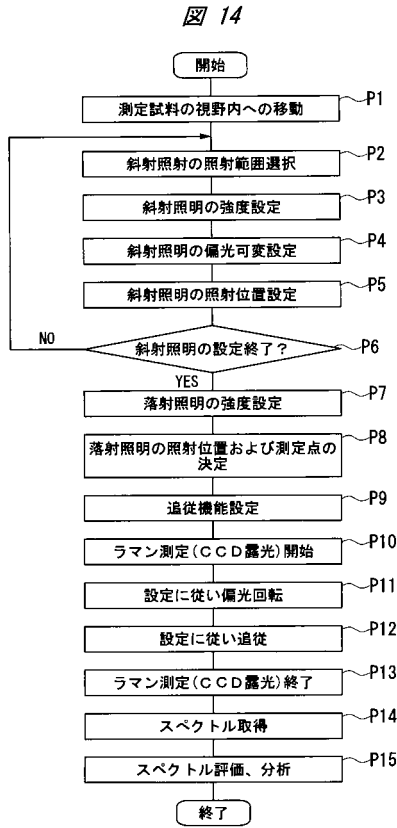 図 14
開始
測定試料の視野内への移動 P1
斜射照射の照射範囲選択 P2
斜射照明の強度設定 P3
斜射照明の偏光可変設定 P4
斜射照明の照射位置設定 P5
NO
斜射照明の設定終了？ P6
YES
落射照明の強度設定 P7
落射照明の照射位置および測定点の
決定 P8
追従機能設定 P9
ラマン測定（CCD露光）開始 P10
設定に従い偏光回転 P11
設定に従い追従 P12
ラマン測定（CCD露光）終了 P13
スペクトル取得 P14
スペクトル評価、分析 P15
終了